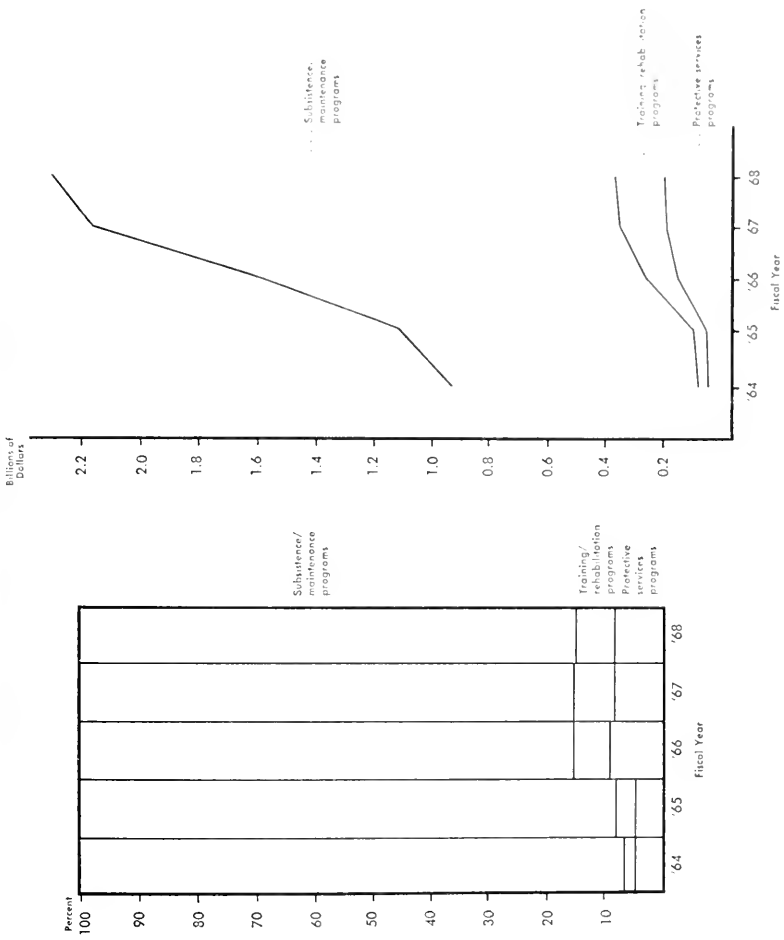 Billions of
Dollars
2.2
2.0
1.8
1.6
1.4
1.2
1.0
0.8
0.6
0.4
0.2
'64
'65
'66
'67
'68
Fiscal Year
Subsistence,
maintenance
programs
Training rehab
programs
Protective services
programs
Percent
100
90
80
70
60
50
40
30
20
10
'64
'65
'66
'67
'68
Fiscal Year
Subsistence/
maintenance
programs
Training/
rehabilitation
programs
Protective
services
programs